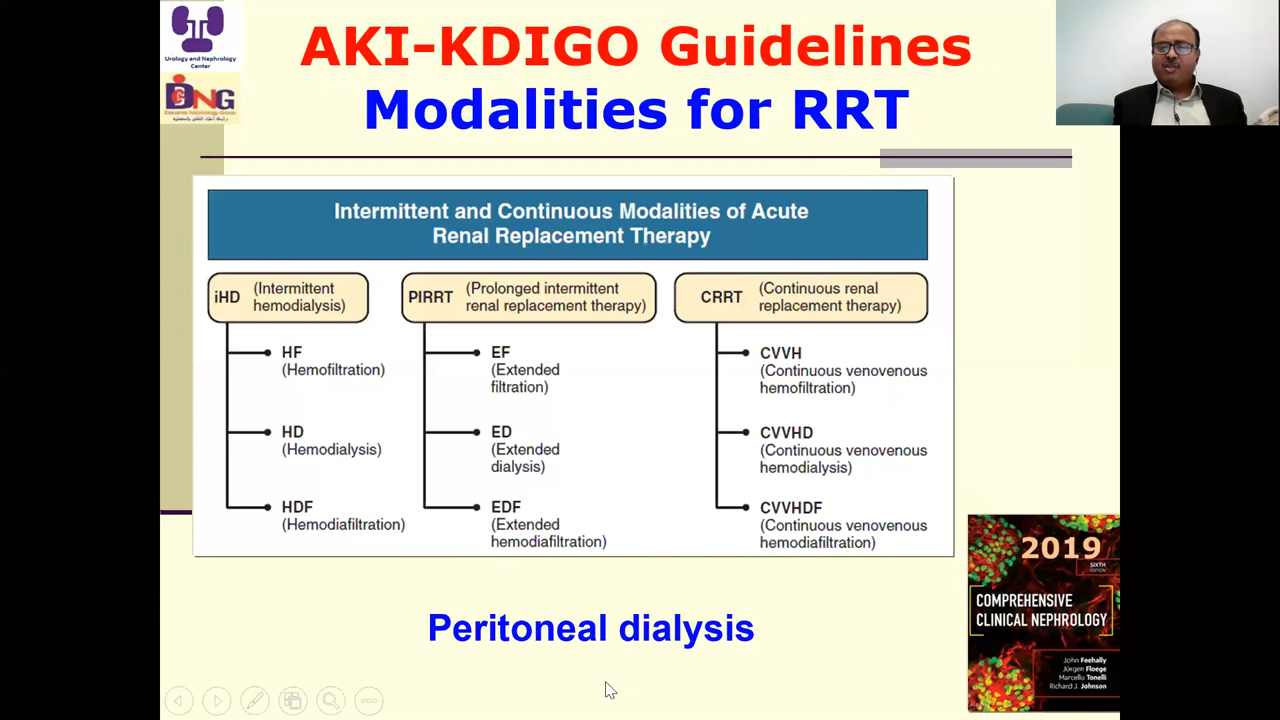 Urology and Nephrology
Center
DNG
AKI-KDIGO Guidelines
Modalities for RRT
Intermittent and Continuous Modalities of Acute
Renal Replacement Therapy
iHD (Intermittent
hemodialysis)
HF
(Hemofiltration)
HD
(Hemodialysis)
HDF
(Hemodiafiltration)
PIRRT (Prolonged intermittent
renal replacement therapy)
EF
(Extended
filtration)
ED
(Extended
dialysis)
EDF
(Extended
hemodiafiltration)
CRRT (Continuous renal
replacement therapy)
CVVH
(Continuous venovenous
hemofiltration)
CVVHD
(Continuous venovenous
hemodialysis)
CVVHDF
(Continuous venovenous
hemodiafiltration)
Peritoneal dialysis
2019
SIXTH
EDITION
COMPREHENSIVE
CLINICAL NEPHROLOGY
John Feehally
Jürgen Floege
Marcello Tonelli
Richard J. Johnson